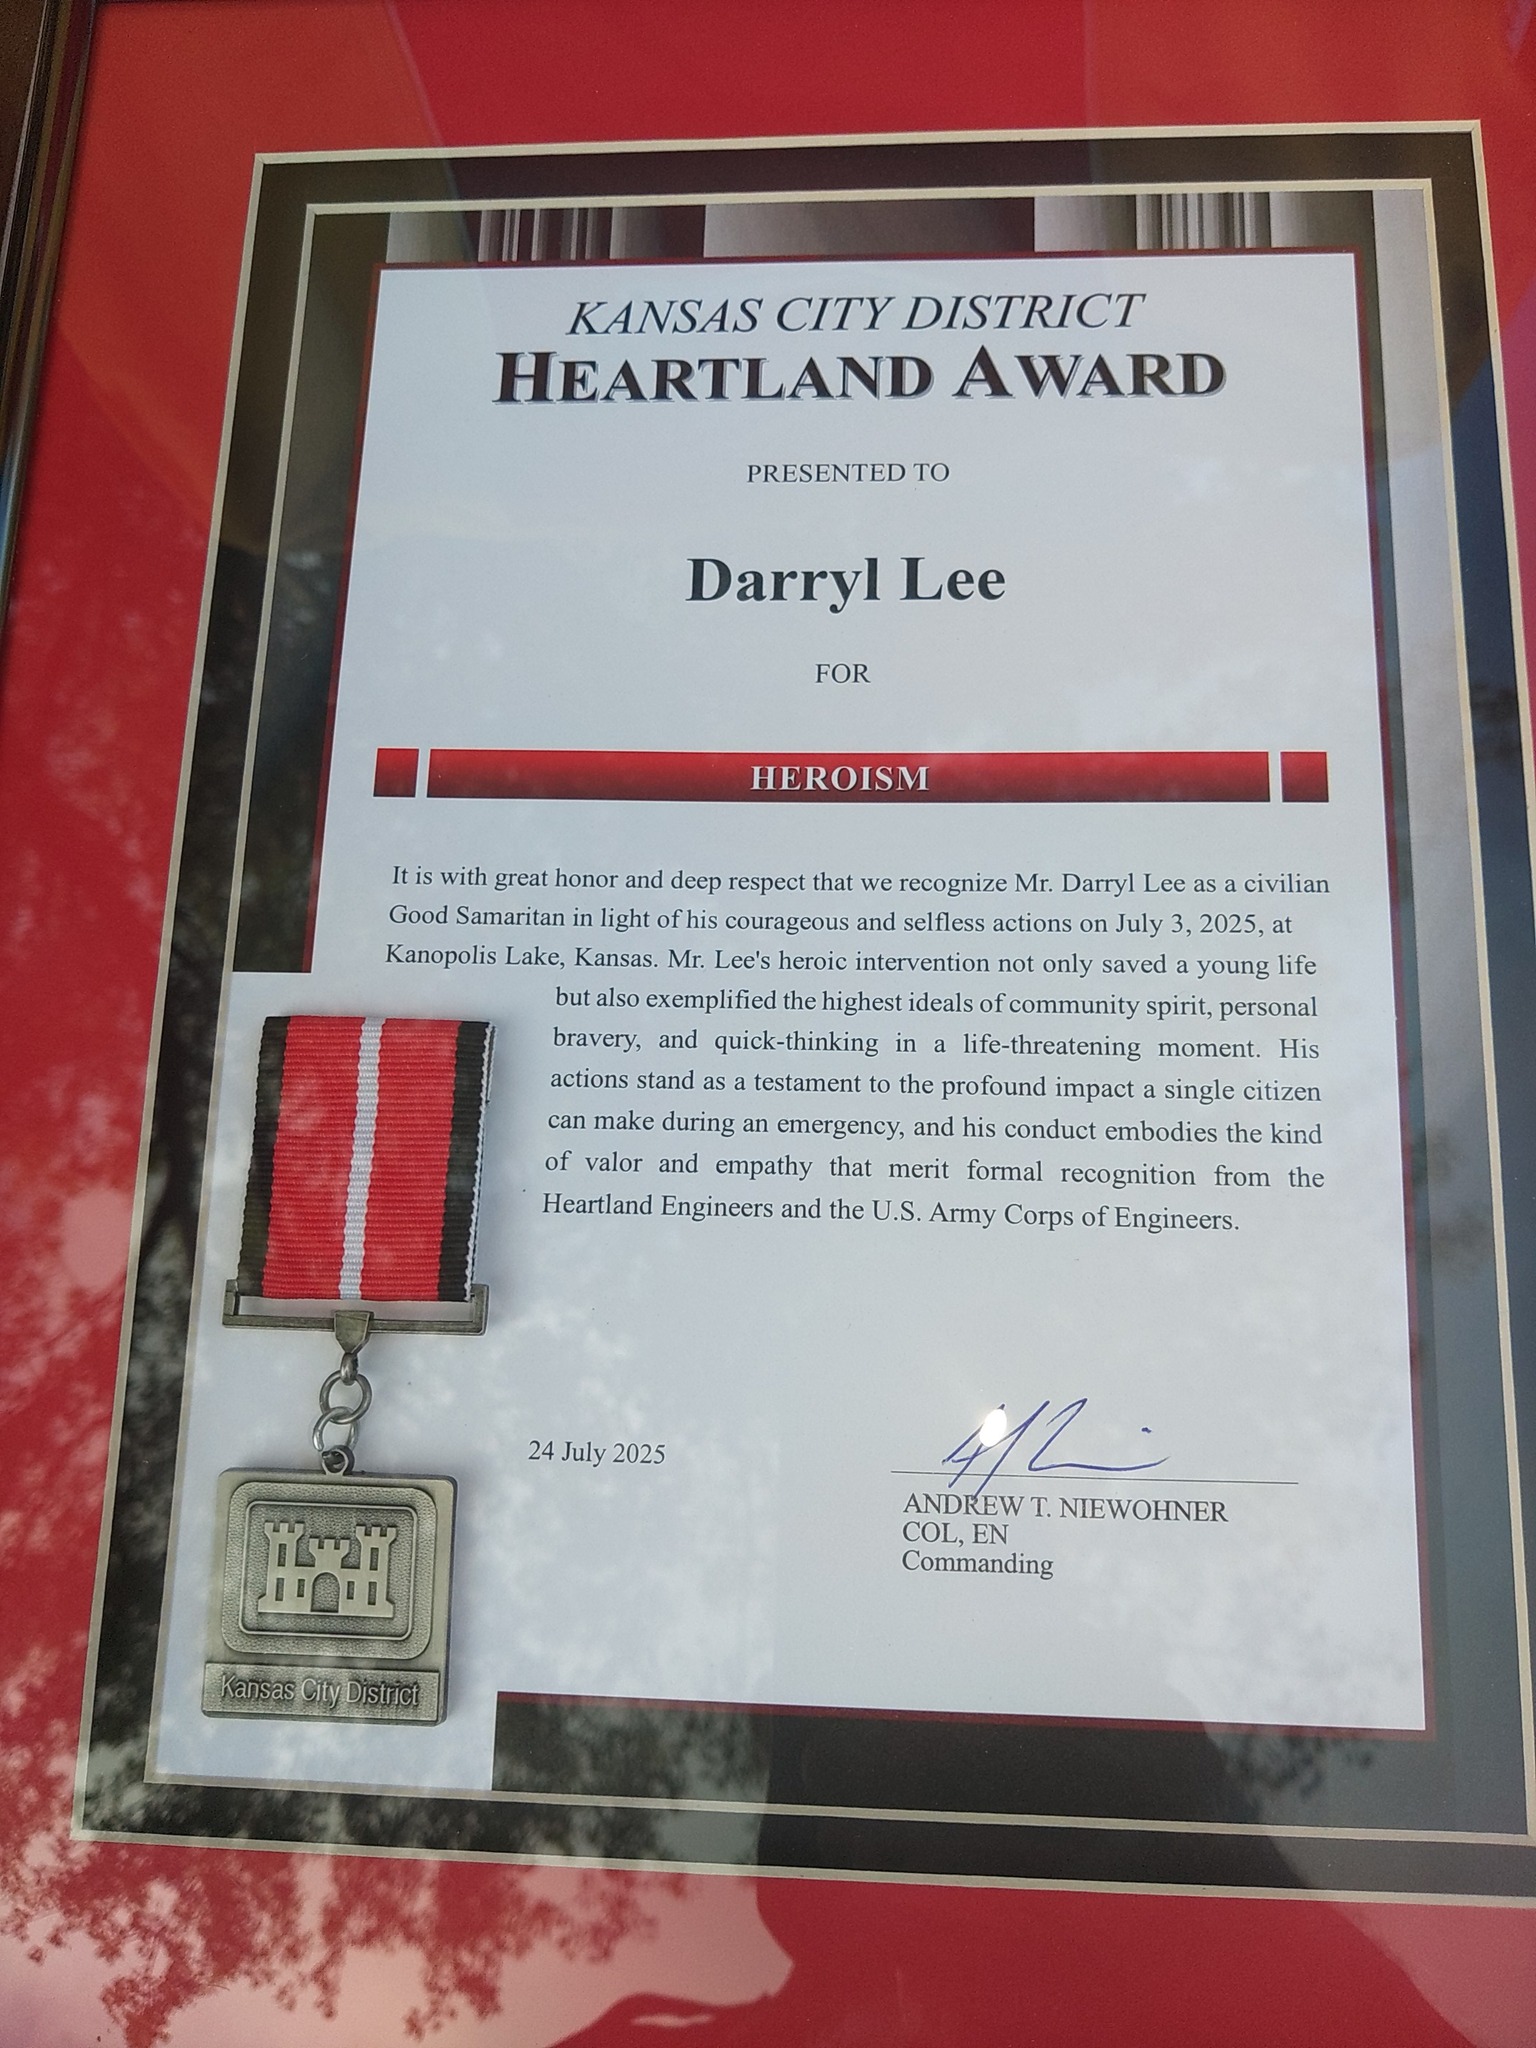 KANSAS CITY DISTRICT
HEARTLAND AWARD
PRESENTED TO
Darryl Lee
FOR
HEROISM
It is with great honor and deep respect that we recognize Mr. Darryl Lee as a civilian
Good Samaritan in light of his courageous and selfless actions on July 3, 2025, at
Kanopolis Lake, Kansas. Mr. Lee's heroic intervention not only saved a young life
but also exemplified the highest ideals of community spirit, personal
bravery, and quick-thinking in a life-threatening moment. His
actions stand as a testament to the profound impact a single citizen
can make during an emergency, and his conduct embodies the kind
of valor and empathy that merit formal recognition from the
Heartland Engineers and the U.S. Army Corps of Engineers.
24 July 2025
ANDREW T. NIEWOHNER
COL, EN
Commanding
Kansas City District